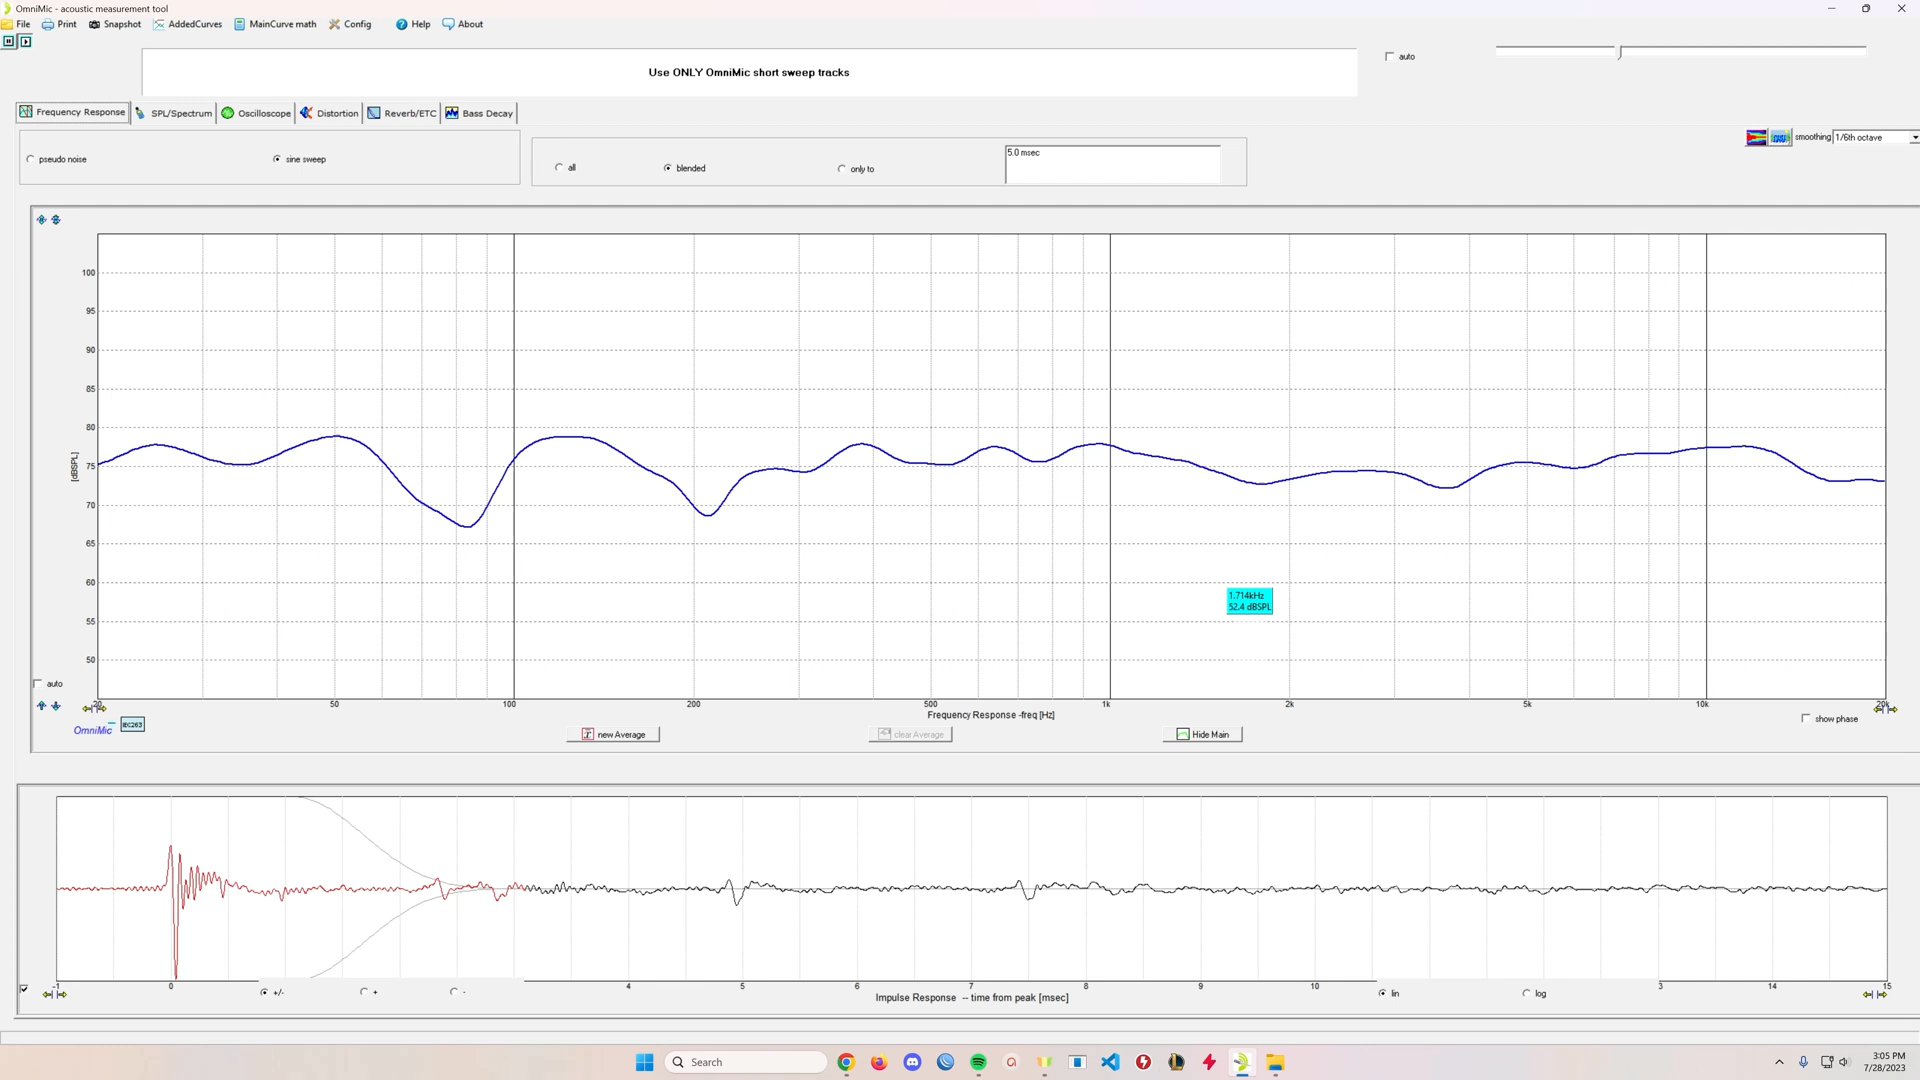 OmniMic - acoustic measurement tool
File Print Snapshot AddedCurves MainCurve math Config Help About
Use ONLY OmniMic short sweep tracks
auto
Frequency Response SPL/Spectrum Oscilloscope Distortion Reverb/ETC Bass Decay
smoothing 1/6th octave
pseudo noise sine sweep
all blended only to
5.0 msec
100
95
90
85
80
75
70
65
60
55
50
[dBSPL]
1.714kHz
52.4 dBSPL
auto
20 50 100 200 500 1k 2k 5k 10k 20k
Frequency Response -freq [Hz]
show phase
OmniMic
IEC263
new Average clear Average Hide Main
-1 0 4 5 6 7 8 9 10 3 14 15
+/- + -
Impulse Response -- time from peak [msec]
lin log
Search
3:05 PM
7/28/2023